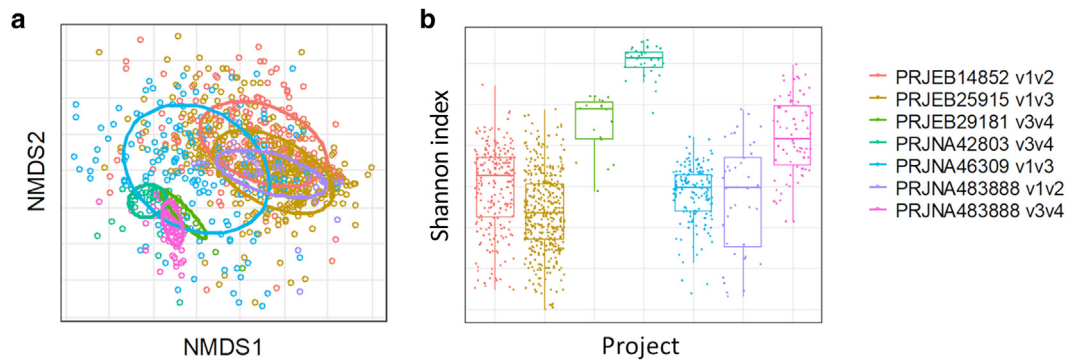 a
NMDS2
NMDS1
b
Shannon index
Project
PRJEB14852 v1v2
PRJEB25915 v1v3
PRJEB29181 v3v4
PRJNA42803 v3v4
PRJNA46309 v1v3
PRJNA483888 v1v2
PRJNA483888 v3v4